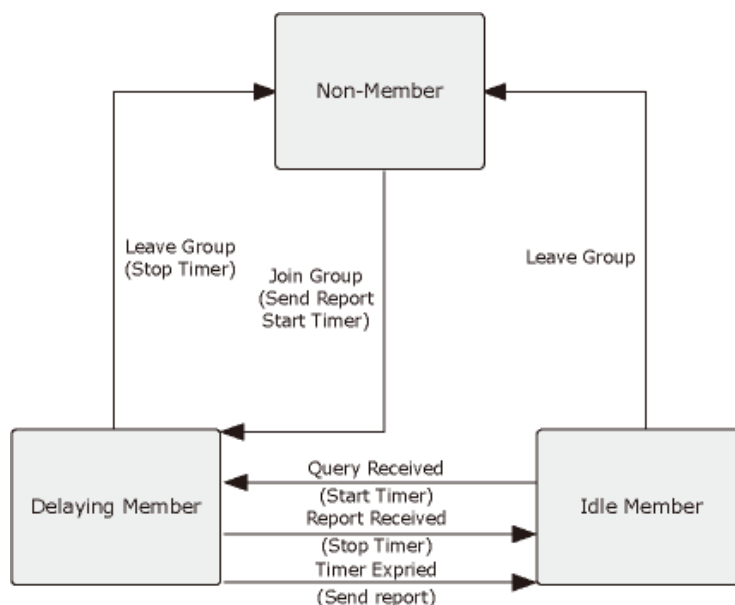 Non-Member
Leave Group
(Stop Timer)
Join Group
(Send Report
Start Timer)
Leave Group
Delaying Member
Query Received
(Start Timer)
Report Received
(Stop Timer)
Timer Expried
(Send report)
Idle Member